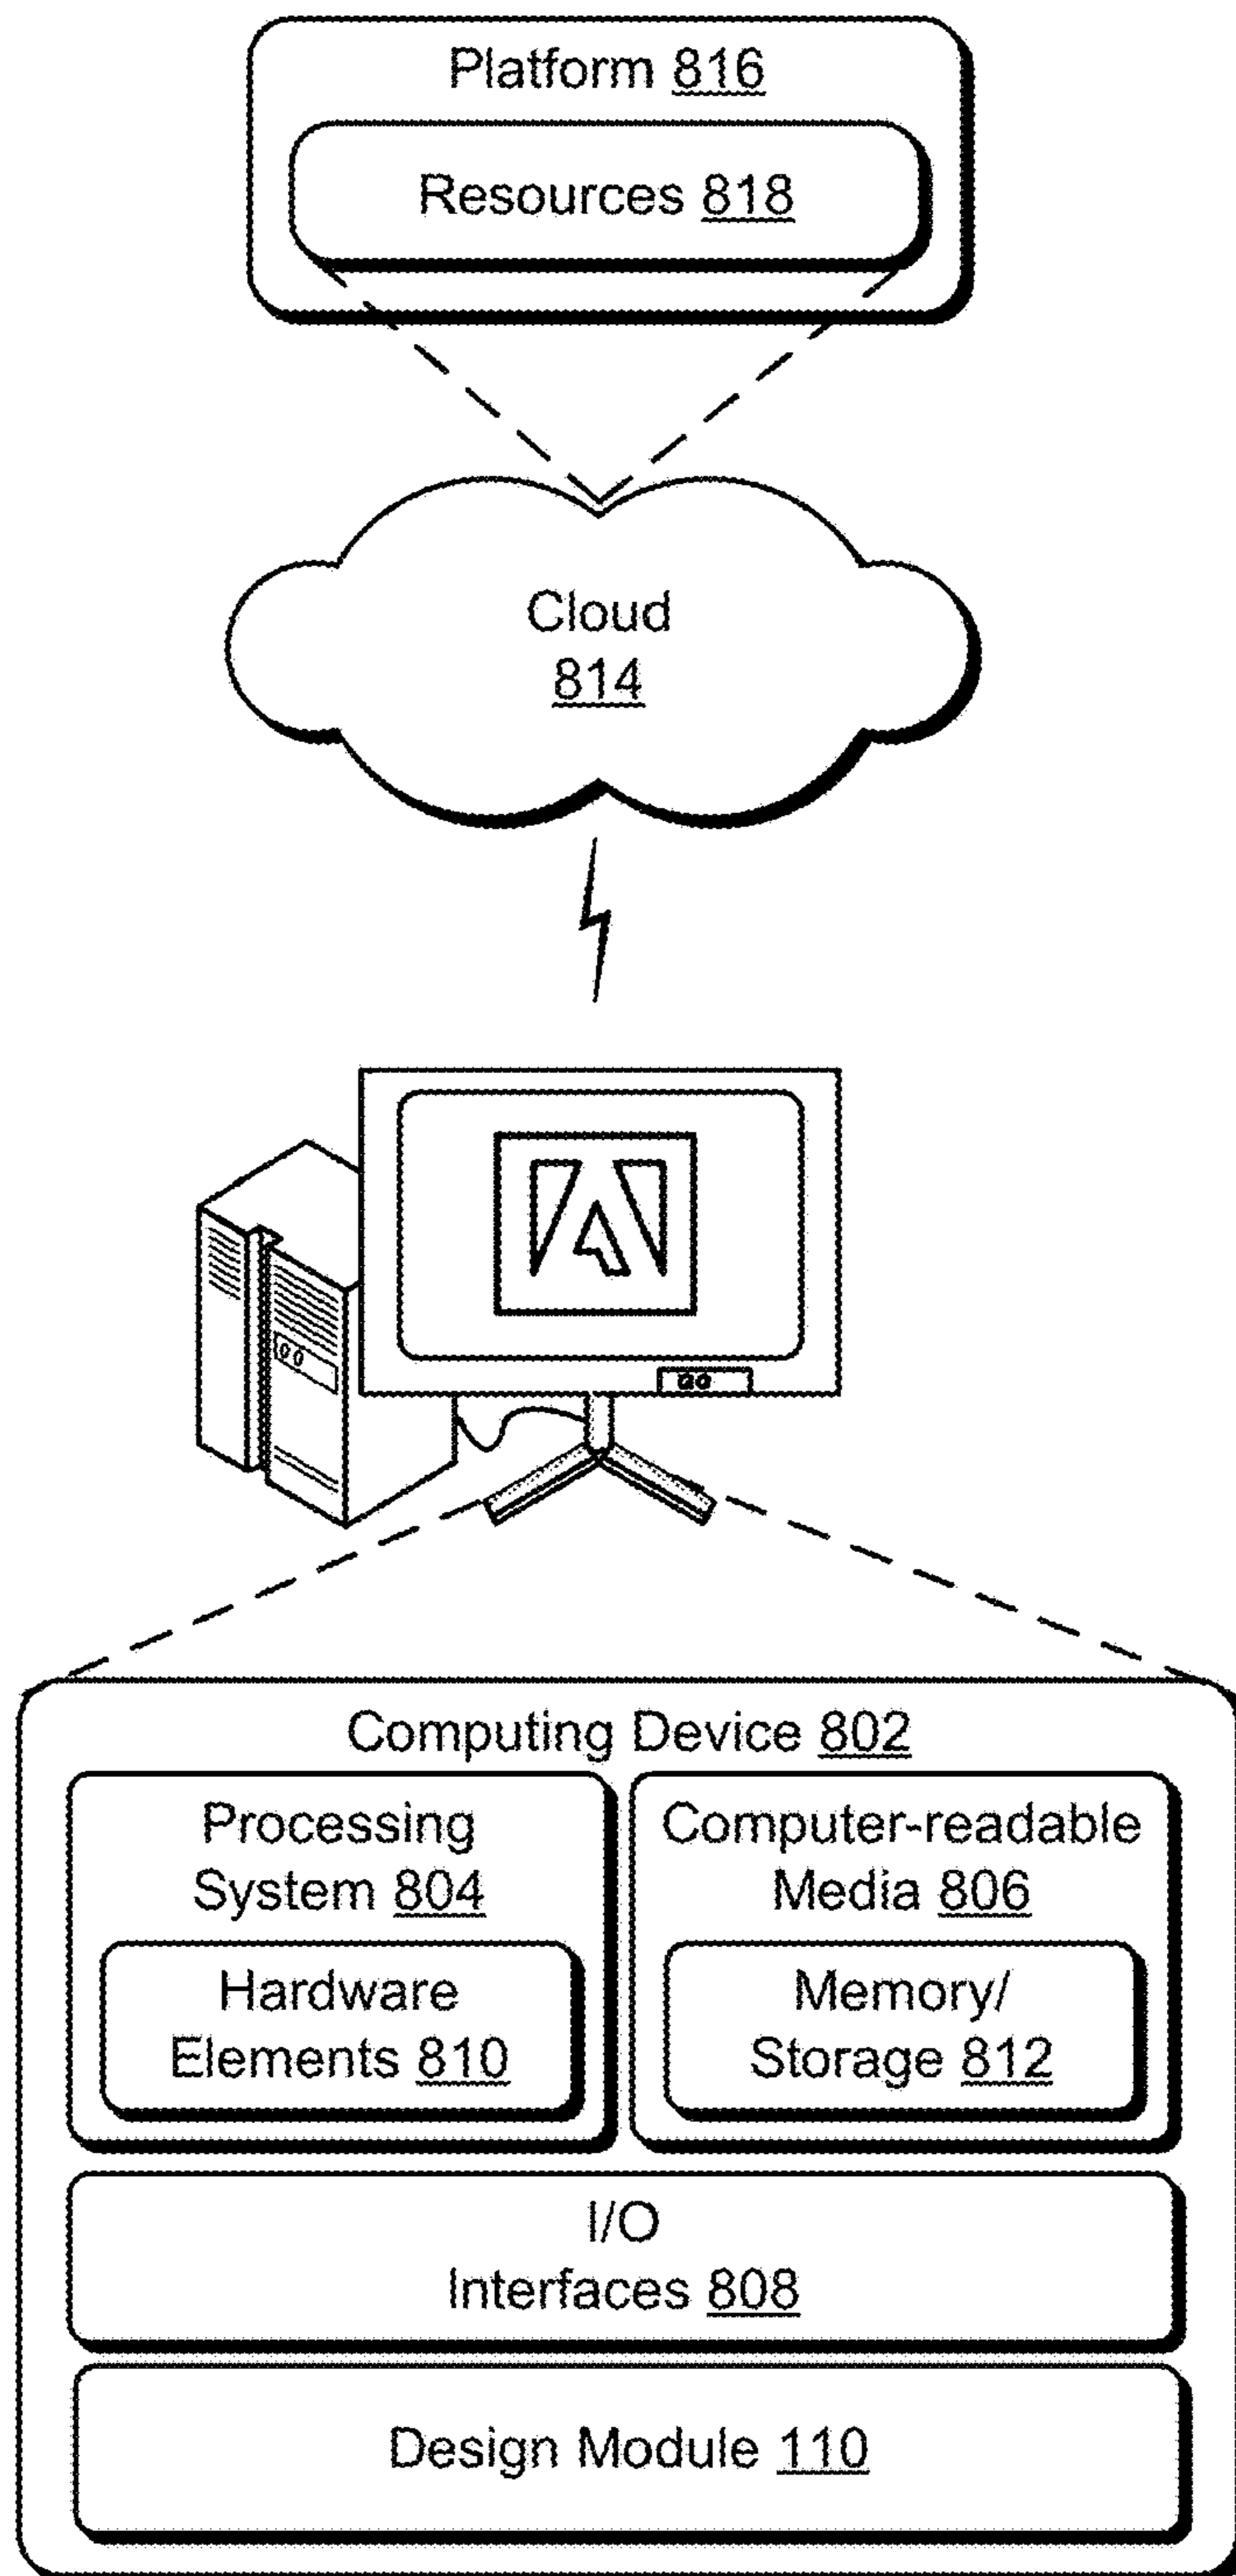 Platform 816
Resources 818
Cloud
814
Computing Device 802
Processing
System 804
Hardware
Elements 810
Computer-readable
Media 806
Memory/
Storage 812
I/O
Interfaces 808
Design Module 110